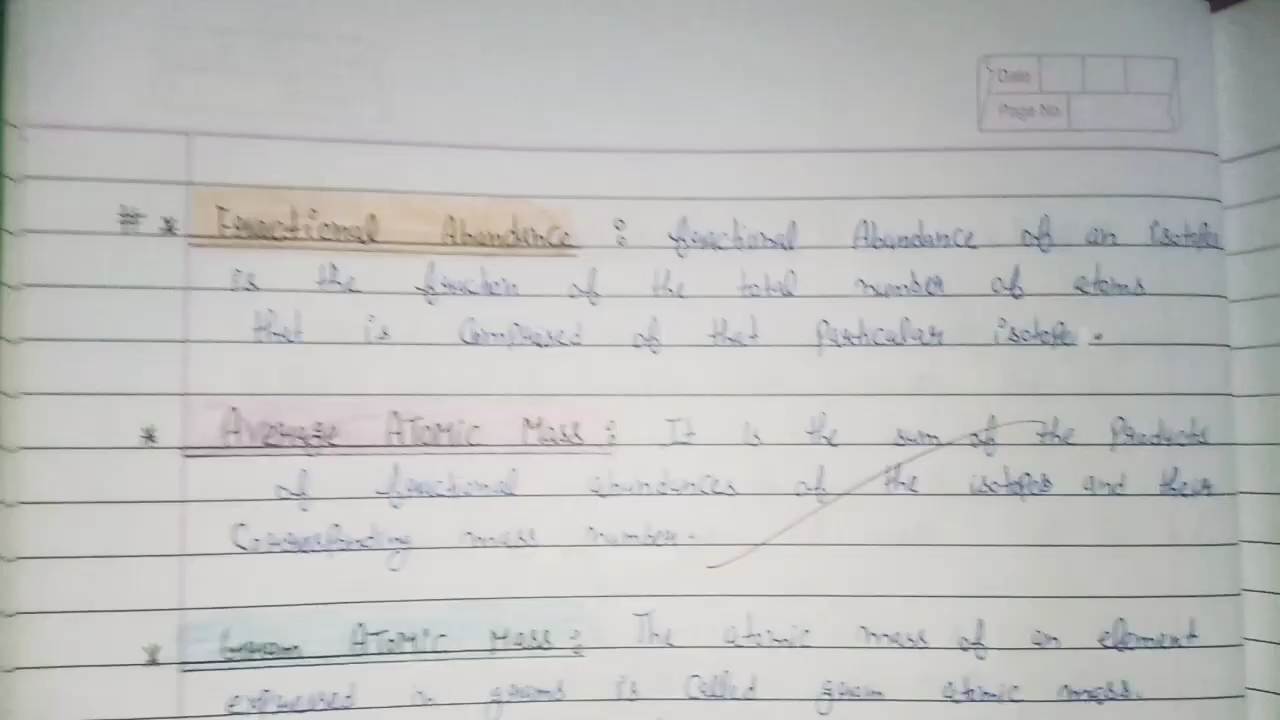 Date
Page No.
# * Fractional Abundance : fractional Abundance of an isotope
is the fraction of the total number of atoms
that is comprised of that particular isotope.
* Average ATomic Mass : It is the sum of the Products
of fractional abundances of the isotopes and their
Corresponding mass number.
* Gram ATomic Mass : The atomic mass of an element
expressed in grams is called gram atomic mass.